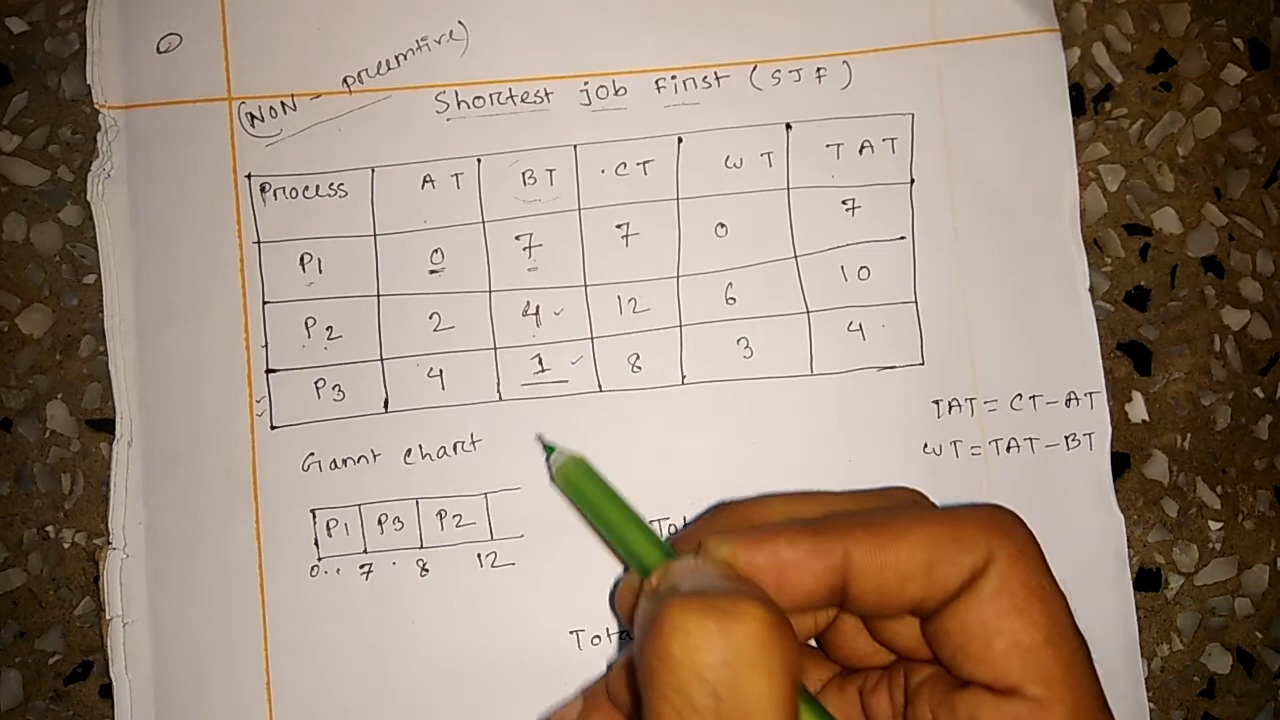 (NON - preemtive)
Shortest job First (SJF)
Process AT BT .CT WT TAT
P1 0 7 7 0 7
P2 2 4 12 6 10
P3 4 1 8 3 4
TAT = CT - AT
WT = TAT - BT
Gannt chart
P1 P3 P2
0 7 8 12